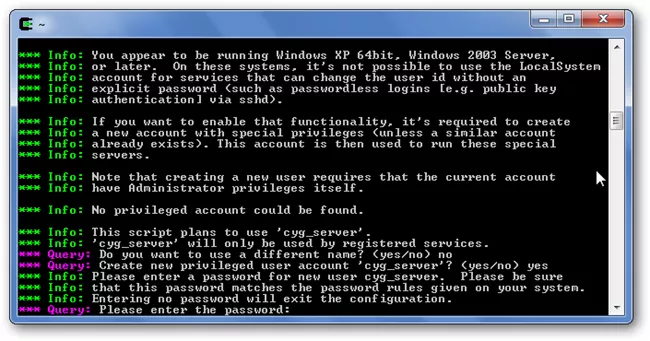 ~
*** Info: You appear to be running Windows XP 64bit, Windows 2003 Server,
*** Info: or later.  On these systems, it's not possible to use the LocalSystem
*** Info: account for services that can change the user id without an
*** Info: explicit password (such as passwordless logins [e.g. public key
*** Info: authentication] via sshd).
*** Info: If you want to enable that functionality, it's required to create
*** Info: a new account with special privileges (unless a similar account
*** Info: already exists). This account is then used to run these special
*** Info: servers.
*** Info: Note that creating a new user requires that the current account
*** Info: have Administrator privileges itself.
*** Info: No privileged account could be found.
*** Info: This script plans to use 'cyg_server'.
*** Info: 'cyg_server' will only be used by registered services.
*** Query: Do you want to use a different name? (yes/no) no
*** Query: Create new privileged user account 'cyg_server'? (yes/no) yes
*** Info: Please enter a password for new user cyg_server.  Please be sure
*** Info: that this password matches the password rules given on your system.
*** Info: Entering no password will exit the configuration.
*** Query: Please enter the password: